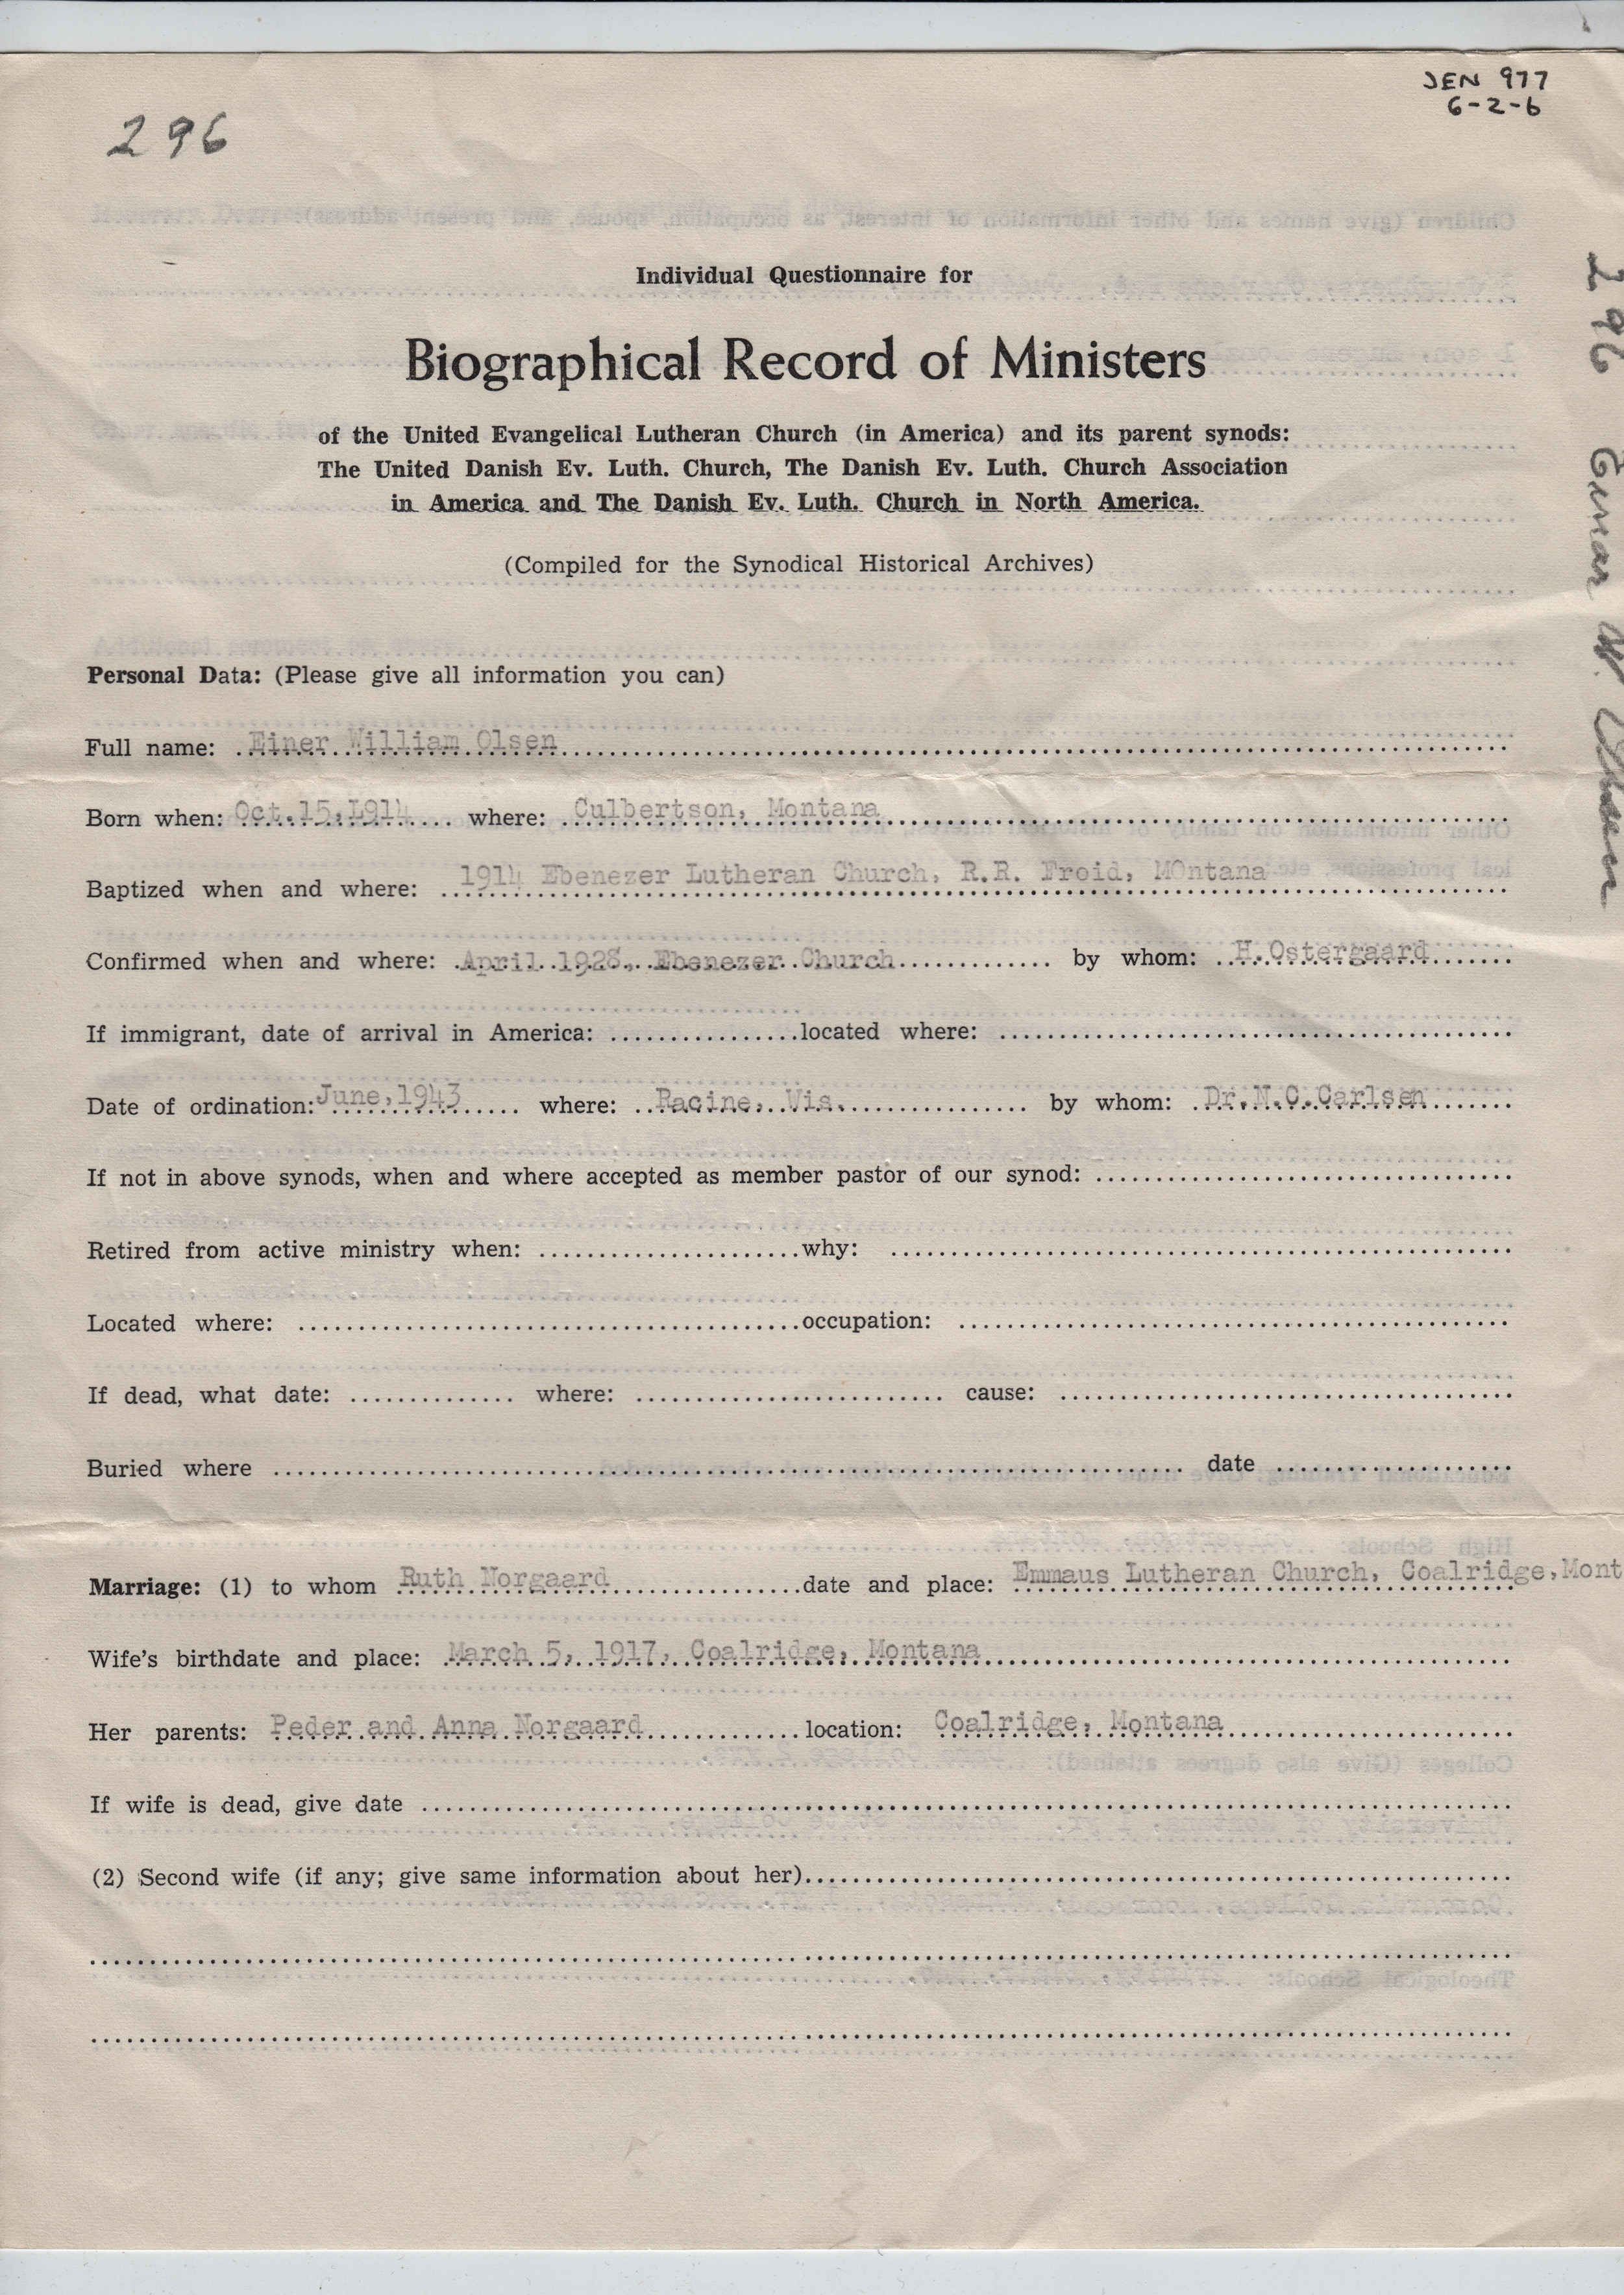 JEN 977
6-2-6
296
Individual Questionnaire for
Biographical Record of Ministers
of the United Evangelical Lutheran Church (in America) and its parent synods:
The United Danish Ev. Luth. Church, The Danish Ev. Luth. Church Association
in America and The Danish Ev. Luth. Church in North America.
(Compiled for the Synodical Historical Archives)
Personal Data: (Please give all information you can)
Full name: Einer William Olsen
Born when: Oct.15,1914 where: Culbertson, Montana
Baptized when and where: 1914 Ebenezer Lutheran Church, R.R. Froid, MOntana
Confirmed when and where: April 1928, Ebenezer Church by whom: H.Ostergaard
If immigrant, date of arrival in America: located where:
Date of ordination: June,1943 where: Racine, Wis. by whom: Dr.N.C.Carlsen
If not in above synods, when and where accepted as member pastor of our synod:
Retired from active ministry when: why:
Located where: occupation:
If dead, what date: where: cause:
Buried where date
Marriage: (1) to whom Ruth Norgaard date and place: Emmaus Lutheran Church, Coalridge,Mont
Wife's birthdate and place: March 5, 1917, Coalridge, Montana
Her parents: Peder and Anna Norgaard location: Coalridge, Montana
If wife is dead, give date
(2) Second wife (if any; give same information about her)
296 Einar W.